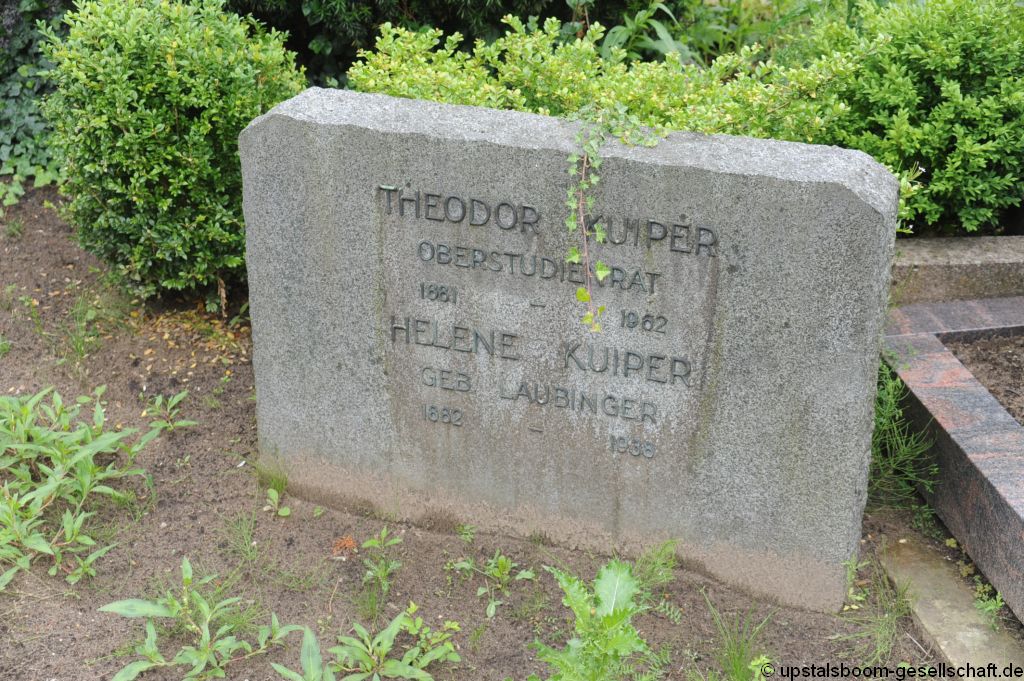 THEODOR KUIPER
OBERSTUDIENRAT
1881 - 1962
HELENE KUIPER
GEB LAUBINGER
1882 - 1938
© upstalsboom-gesellschaft.de